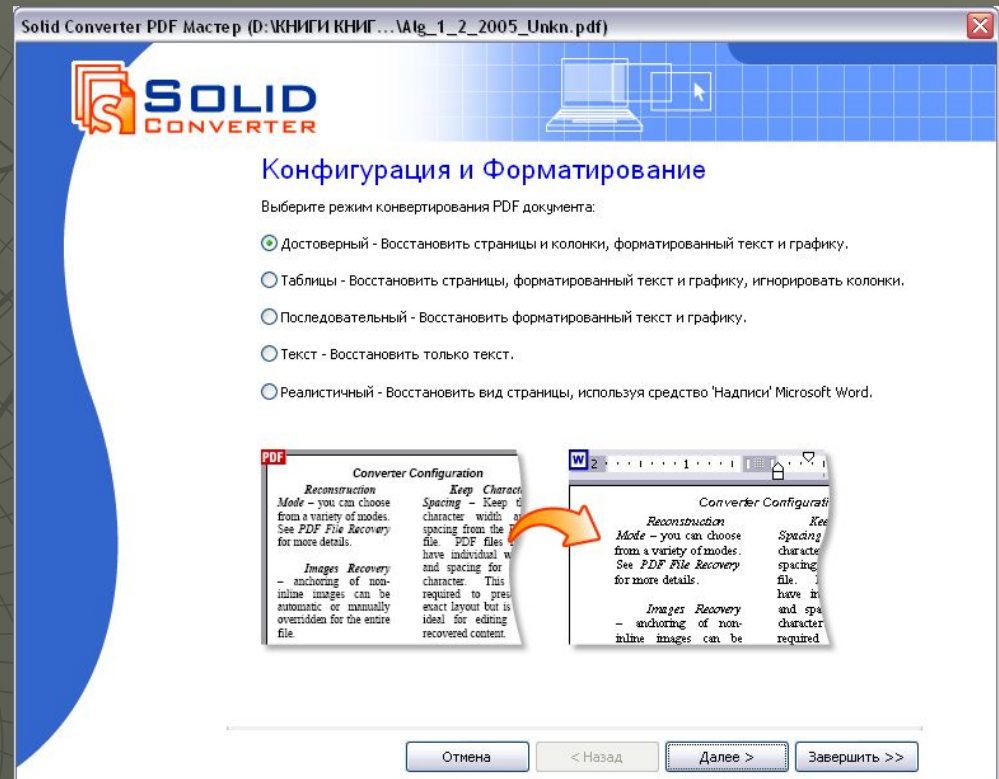 Solid Converter PDF Мастер (D:\КНИГИ КНИГ...\Alg_1_2_2005_Unkn.pdf)
SOLID
CONVERTER
Конфигурация и Форматирование
Выберите режим конвертирования PDF документа:
Достоверный - Восстановить страницы и колонки, форматированный текст и графику.
Таблицы - Восстановить страницы, форматированный текст и графику, игнорировать колонки.
Последовательный - Восстановить форматированный текст и графику.
Текст - Восстановить только текст.
Реалистичный - Восстановить вид страницы, используя средство 'Надписи' Microsoft Word.
PDF
Converter Configuration
Reconstruction
Mode – you can choose
from a variety of modes.
See PDF File Recovery
for more details.
Images Recovery
– anchoring of non-
inline images can be
automatic or manually
overridden for the entire
file.
Keep Charact
Spacing – Keep t
character width a
spacing from the
file. PDF files
have individual w
and spacing for
character. This
required to pres
exact layout but is
ideal for editing
recovered content.
W 2 1 1
Converter Configurati
Reconstruction
Mode – you can choose
from a variety of modes.
See PDF File Recovery
for more details.
Images Recovery
– anchoring of non-
inline images can be
Kee
Spacing
characte
spacing
file.
have in
and spa
character
required
Отмена
< Назад
Далее >
Завершить >>